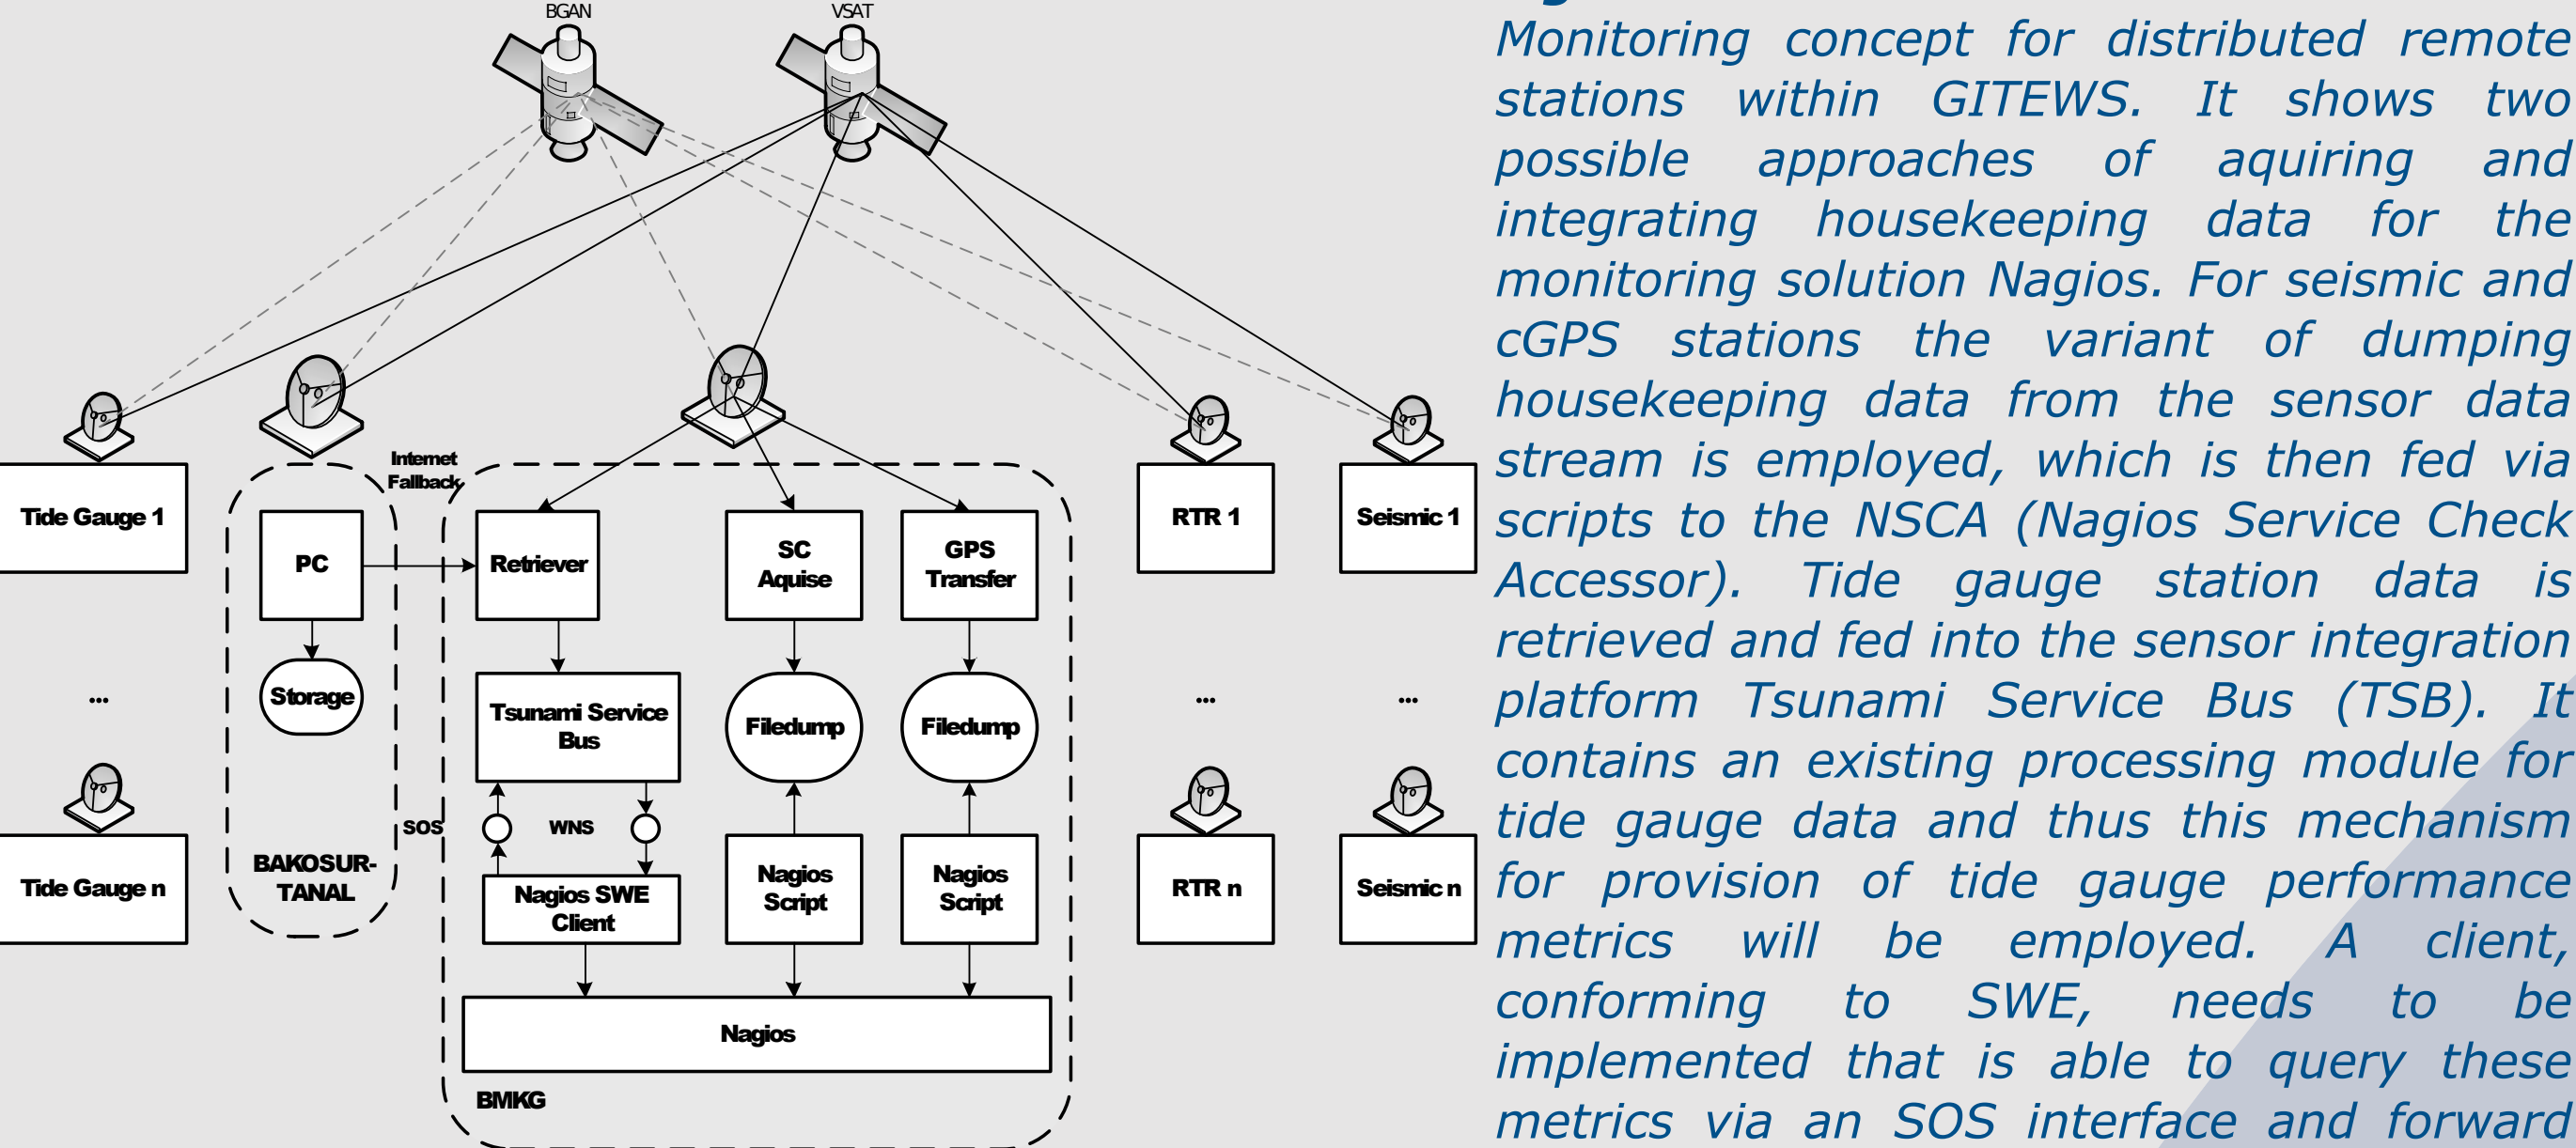 BGAN
VSAT
Internet
Fallback
Tide Gauge 1
PC
Retriever
SC
Aquise
GPS
Transfer
RTR 1
Seismic 1
...
Storage
Tsunami Service
Bus
Filedump
Filedump
...
...
SOS
WNS
BAKOSUR-
TANAL
Tide Gauge n
Nagios SWE
Client
Nagios
Script
Nagios
Script
RTR n
Seismic n
Nagios
BMKG
Monitoring concept for distributed remote
stations within GITEWS. It shows two
possible approaches of aquiring and
integrating housekeeping data for the
monitoring solution Nagios. For seismic and
cGPS stations the variant of dumping
housekeeping data from the sensor data
stream is employed, which is then fed via
scripts to the NSCA (Nagios Service Check
Accessor). Tide gauge station data is
retrieved and fed into the sensor integration
platform Tsunami Service Bus (TSB). It
contains an existing processing module for
tide gauge data and thus this mechanism
for provision of tide gauge performance
metrics will be employed. A client,
conforming to SWE, needs to be
implemented that is able to query these
metrics via an SOS interface and forward